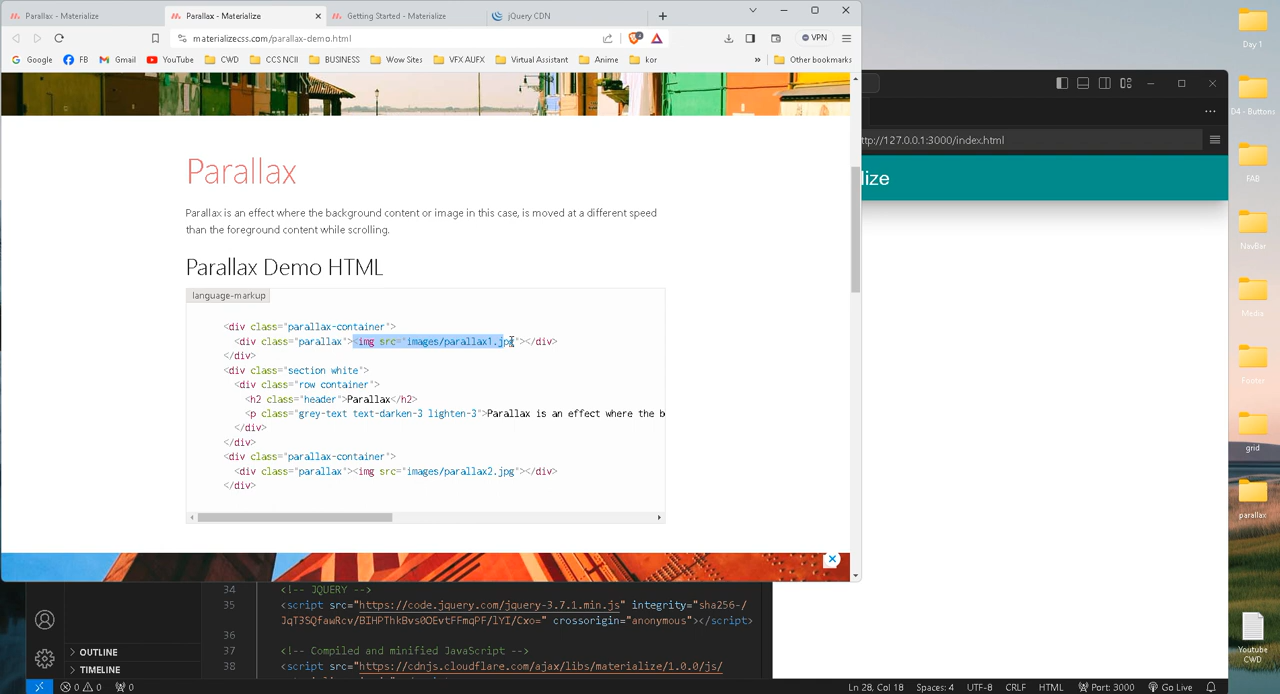 Parallax - Materialize
Parallax - Materialize
Getting Started - Materialize
jQuery CDN
materializecss.com/parallax-demo.html
VPN
Google
FB
Gmail
YouTube
CWD
CCS NCII
BUSINESS
Wow Sites
VFX AUFX
Virtual Assistant
Anime
kor
»
Other bookmarks
Parallax
Parallax is an effect where the background content or image in this case, is moved at a different speed
than the foreground content while scrolling.
Parallax Demo HTML
language-markup
<div class="parallax-container">
<div class="parallax"><img src="images/parallax1.jpg"></div>
</div>
<div class="section white">
<div class="row container">
<h2 class="header">Parallax</h2>
<p class="grey-text text-darken-3 lighten-3">Parallax is an effect where the b
</div>
</div>
<div class="parallax-container">
<div class="parallax"><img src="images/parallax2.jpg"></div>
</div>
ttp://127.0.0.1:3000/index.html
lize
34 <!-- JQUERY -->
35 <script src="https://code.jquery.com/jquery-3.7.1.min.js" integrity="sha256-/
JqT3SQfawRcv/BIHPThkBvs0OEvtFFmqPF/lYI/Cxo=" crossorigin="anonymous"></script>
36
37 <!-- Compiled and minified JavaScript -->
38 <script src="https://cdnjs.cloudflare.com/ajax/libs/materialize/1.0.0/js/
OUTLINE
TIMELINE
0 0 0
Ln 28, Col 18 Spaces: 4 UTF-8 CRLF HTML Port: 3000 Go Live
Day 1
D4 - Buttons
FAB
NavBar
Media
Footer
grid
parallax
Youtube
CWD